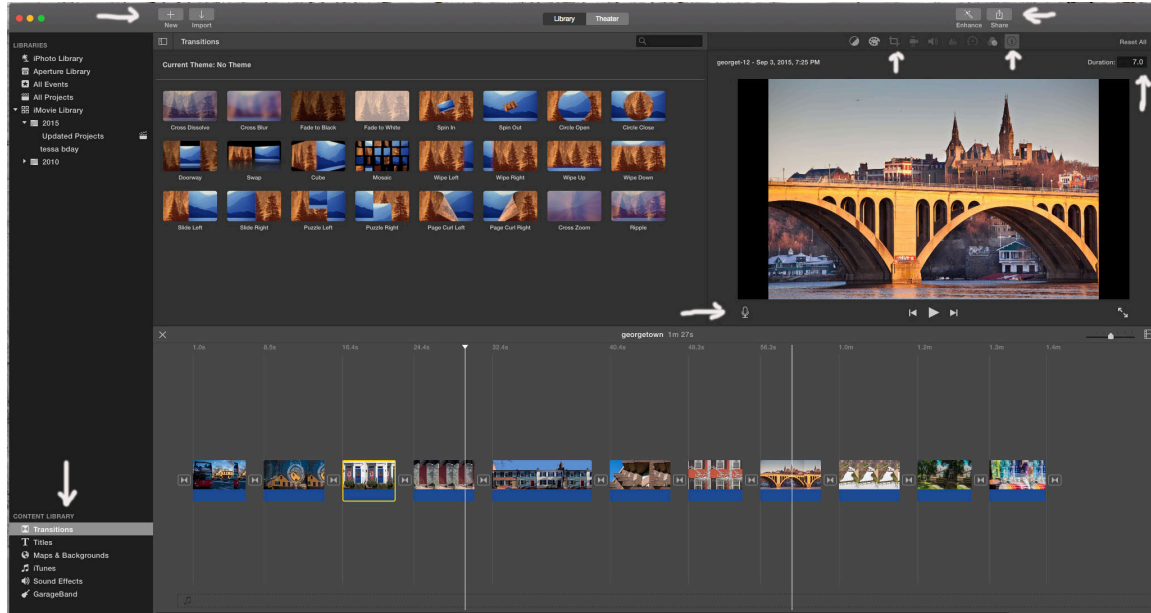 New Import
Library Theater
Enhance Share
LIBRARIES
iPhoto Library
Aperture Library
All Events
All Projects
iMovie Library
2015
Updated Projects
tessa bday
2010
Transitions
Current Theme: No Theme
Cross Dissolve Cross Blur Fade to Black Fade to White Spin In Spin Out Circle Open Circle Close
Doorway Swap Cube Mosaic Wipe Left Wipe Right Wipe Up Wipe Down
Slide Left Slide Right Puzzle Left Puzzle Right Page Curl Left Page Curl Right Cross Zoom Ripple
Reset All
georget-12 - Sep 3, 2015, 7:25 PM
Duration: 7.0
georgetown 1m 27s
1.0s 8.5s 16.4s 24.4s 32.4s 40.4s 48.3s 56.3s 1.0m 1.2m 1.3m 1.4m
CONTENT LIBRARY
Transitions
Titles
Maps & Backgrounds
iTunes
Sound Effects
GarageBand